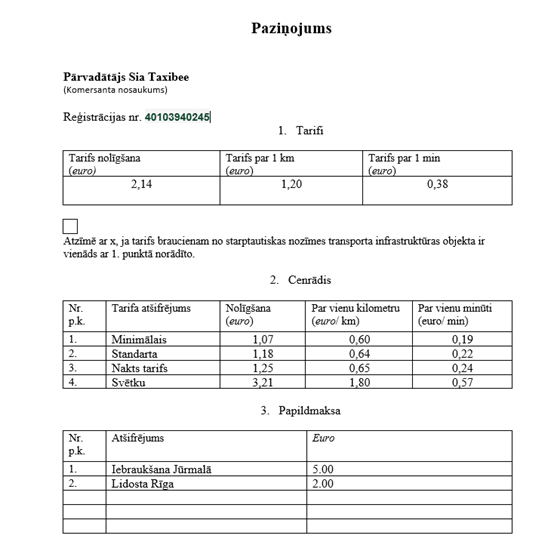 Paziņojums
Pārvadātājs Sia Taxibee
(Komersanta nosaukums)
Reģistrācijas nr. 40103940245
1. Tarifi
Tarifs nolīgšana Tarifs par 1 km Tarifs par 1 min
(euro) (euro) (euro)
2,14 1,20 0,38
Atzīmē ar x, ja tarifs braucienam no starptautiskas nozīmes transporta infrastruktūras objekta ir
vienāds ar 1. punktā norādīto.
2. Cenrādis
Nr. Tarifa atšifrējums Nolīgšana Par vienu kilometru Par vienu minūti
p.k. (euro) (euro/ km) (euro/ min)
1. Minimālais 1,07 0,60 0,19
2. Standarta 1,18 0,64 0,22
3. Nakts tarifs 1,25 0,65 0,24
4. Svētku 3,21 1,80 0,57
3. Papildmaksa
Nr. Atšifrējums Euro
p.k.
1. Iebraukšana Jūrmalā 5.00
2. Lidosta Rīga 2.00